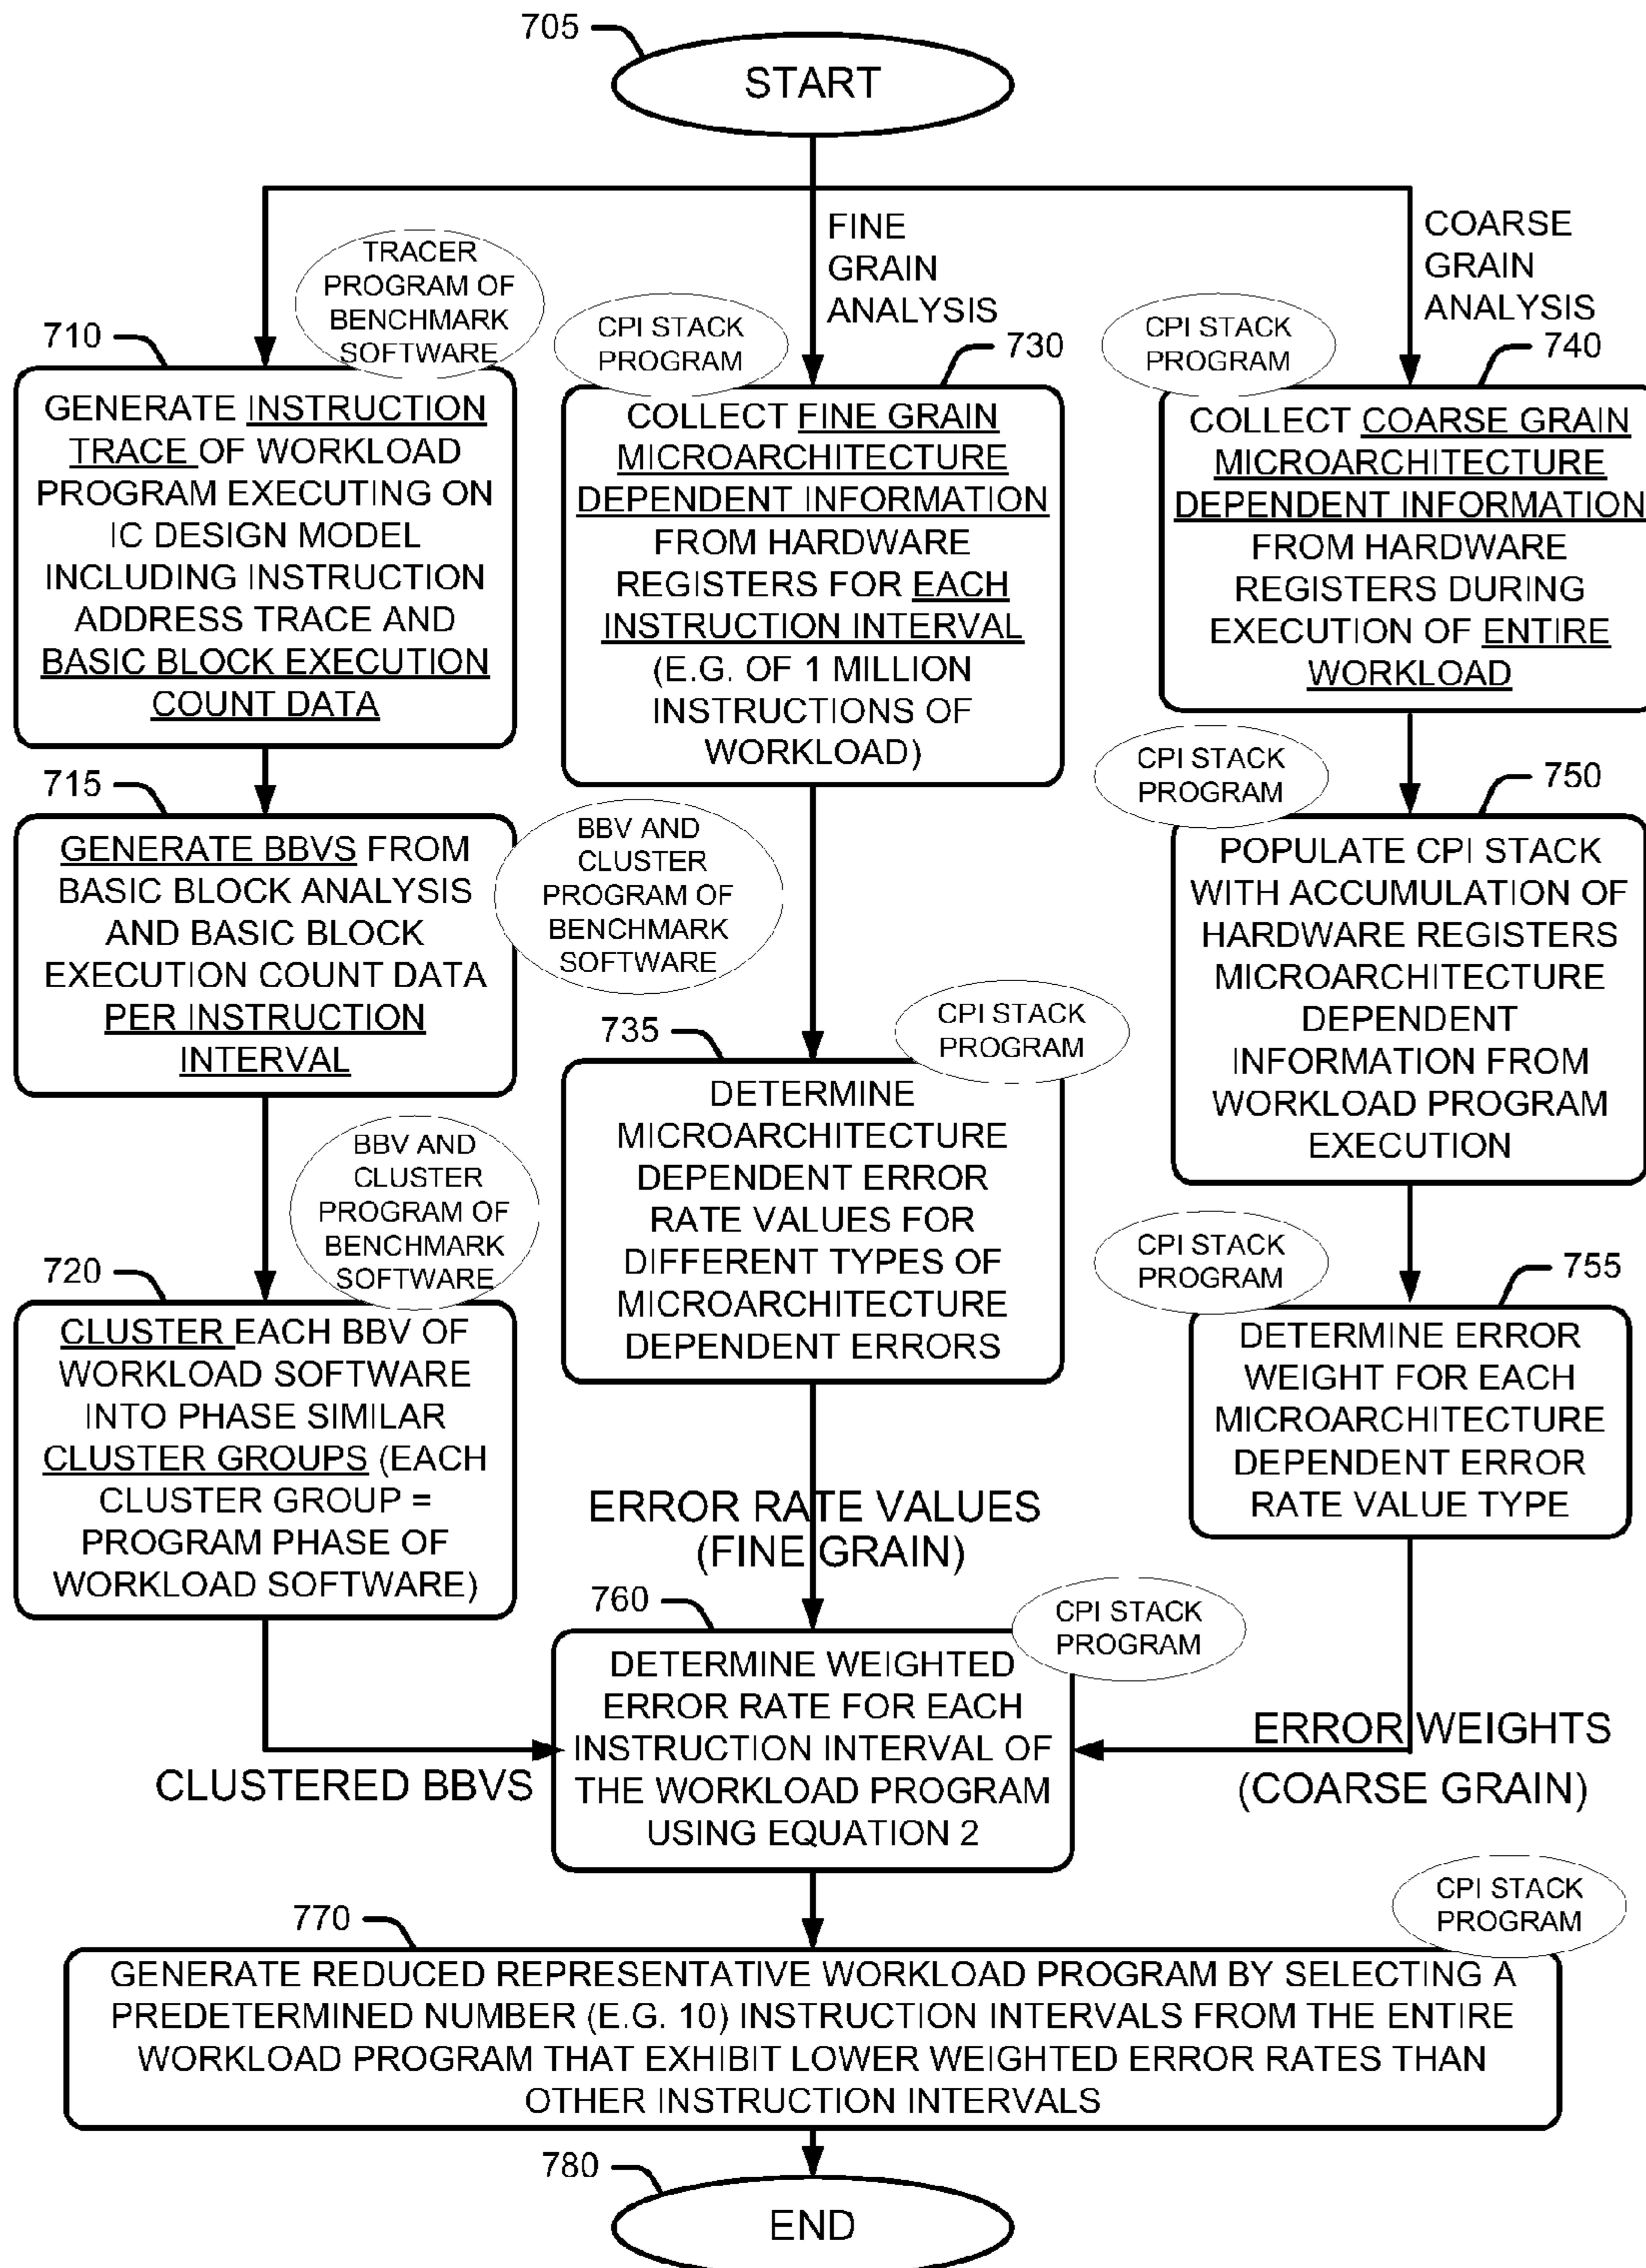 705
START
FINE
GRAIN
ANALYSIS
COARSE
GRAIN
ANALYSIS
TRACER
PROGRAM OF
BENCHMARK
SOFTWARE
710
GENERATE INSTRUCTION
TRACE OF WORKLOAD
PROGRAM EXECUTING ON
IC DESIGN MODEL
INCLUDING INSTRUCTION
ADDRESS TRACE AND
BASIC BLOCK EXECUTION
COUNT DATA
CPI STACK
PROGRAM
730
COLLECT FINE GRAIN
MICROARCHITECTURE
DEPENDENT INFORMATION
FROM HARDWARE
REGISTERS FOR EACH
INSTRUCTION INTERVAL
(E.G. OF 1 MILLION
INSTRUCTIONS OF
WORKLOAD)
CPI STACK
PROGRAM
740
COLLECT COARSE GRAIN
MICROARCHITECTURE
DEPENDENT INFORMATION
FROM HARDWARE
REGISTERS DURING
EXECUTION OF ENTIRE
WORKLOAD
715
GENERATE BBVS FROM
BASIC BLOCK ANALYSIS
AND BASIC BLOCK
EXECUTION COUNT DATA
PER INSTRUCTION
INTERVAL
BBV AND
CLUSTER
PROGRAM OF
BENCHMARK
SOFTWARE
CPI STACK
PROGRAM
750
POPULATE CPI STACK
WITH ACCUMULATION OF
HARDWARE REGISTERS
MICROARCHITECTURE
DEPENDENT
INFORMATION FROM
WORKLOAD PROGRAM
EXECUTION
735
CPI STACK
PROGRAM
DETERMINE
MICROARCHITECTURE
DEPENDENT ERROR
RATE VALUES FOR
DIFFERENT TYPES OF
MICROARCHITECTURE
DEPENDENT ERRORS
BBV AND
CLUSTER
PROGRAM OF
BENCHMARK
SOFTWARE
720
CLUSTER EACH BBV OF
WORKLOAD SOFTWARE
INTO PHASE SIMILAR
CLUSTER GROUPS (EACH
CLUSTER GROUP =
PROGRAM PHASE OF
WORKLOAD SOFTWARE)
CPI STACK
PROGRAM
755
DETERMINE ERROR
WEIGHT FOR EACH
MICROARCHITECTURE
DEPENDENT ERROR
RATE VALUE TYPE
ERROR RATE VALUES
(FINE GRAIN)
760
CPI STACK
PROGRAM
DETERMINE WEIGHTED
ERROR RATE FOR EACH
INSTRUCTION INTERVAL OF
THE WORKLOAD PROGRAM
USING EQUATION 2
CLUSTERED BBVS
ERROR WEIGHTS
(COARSE GRAIN)
770
CPI STACK
PROGRAM
GENERATE REDUCED REPRESENTATIVE WORKLOAD PROGRAM BY SELECTING A
PREDETERMINED NUMBER (E.G. 10) INSTRUCTION INTERVALS FROM THE ENTIRE
WORKLOAD PROGRAM THAT EXHIBIT LOWER WEIGHTED ERROR RATES THAN
OTHER INSTRUCTION INTERVALS
780
END